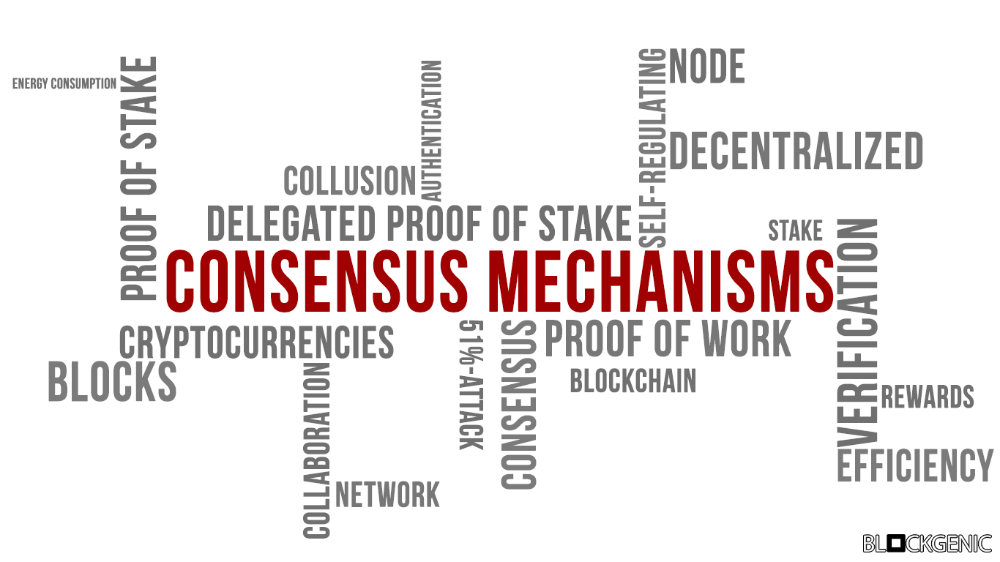 NODE
ENERGY CONSUMPTION
PROOF OF STAKE
AUTHENTICATION
SELF-REGULATING
DECENTRALIZED
COLLUSION
DELEGATED PROOF OF STAKE
STAKE
VERIFICATION
CONSENSUS MECHANISMS
CRYPTOCURRENCIES
51%-ATTACK
CONSENSUS
PROOF OF WORK
BLOCKS
BLOCKCHAIN
COLLABORATION
REWARDS
EFFICIENCY
NETWORK
BLOCKGENIC